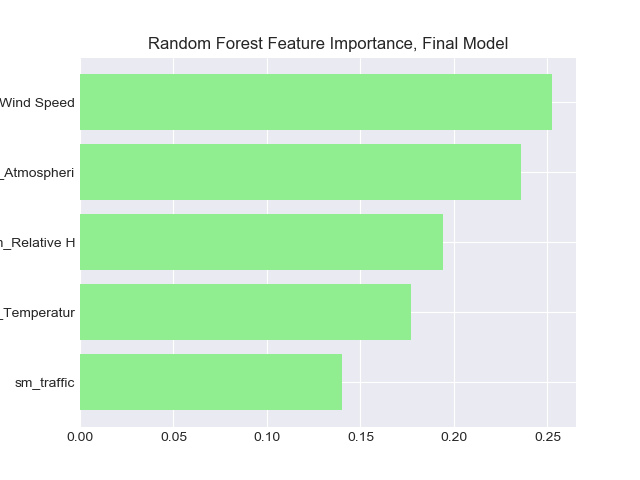 Random Forest Feature Importance, Final Model
Wind Speed
_Atmospheri
_Relative H
_Temperatur
sm_traffic
0.00 0.05 0.10 0.15 0.20 0.25